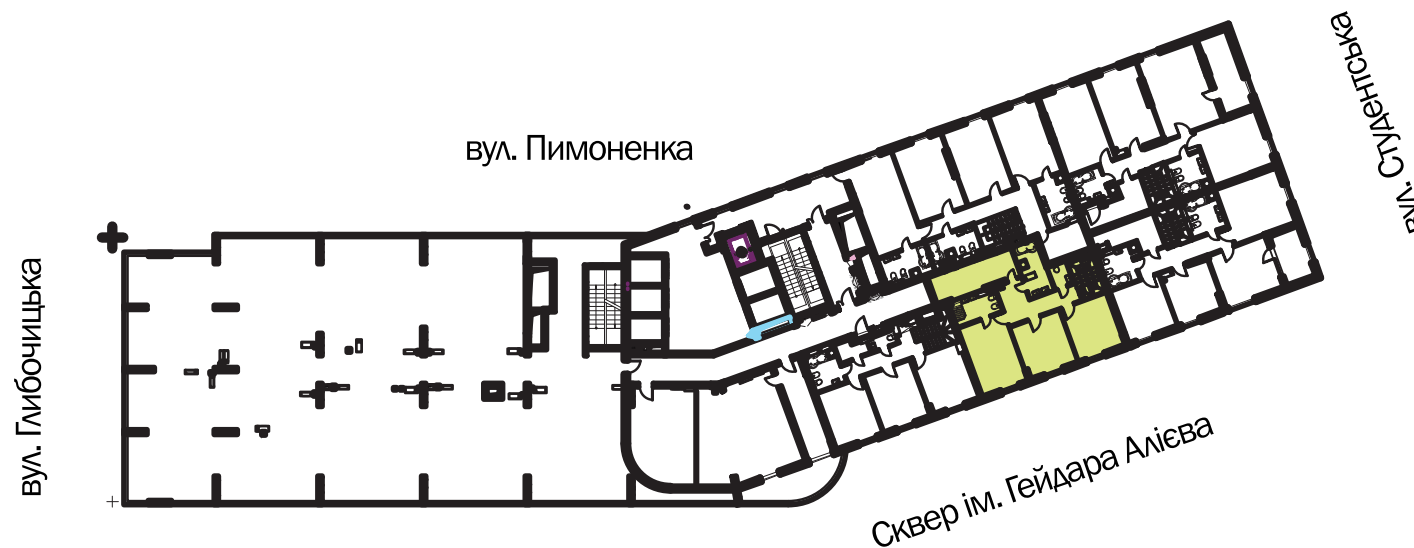 вул. Пимоненка
вул. Студентська
вул. Глибочицька
Сквер ім. Гейдара Алієва